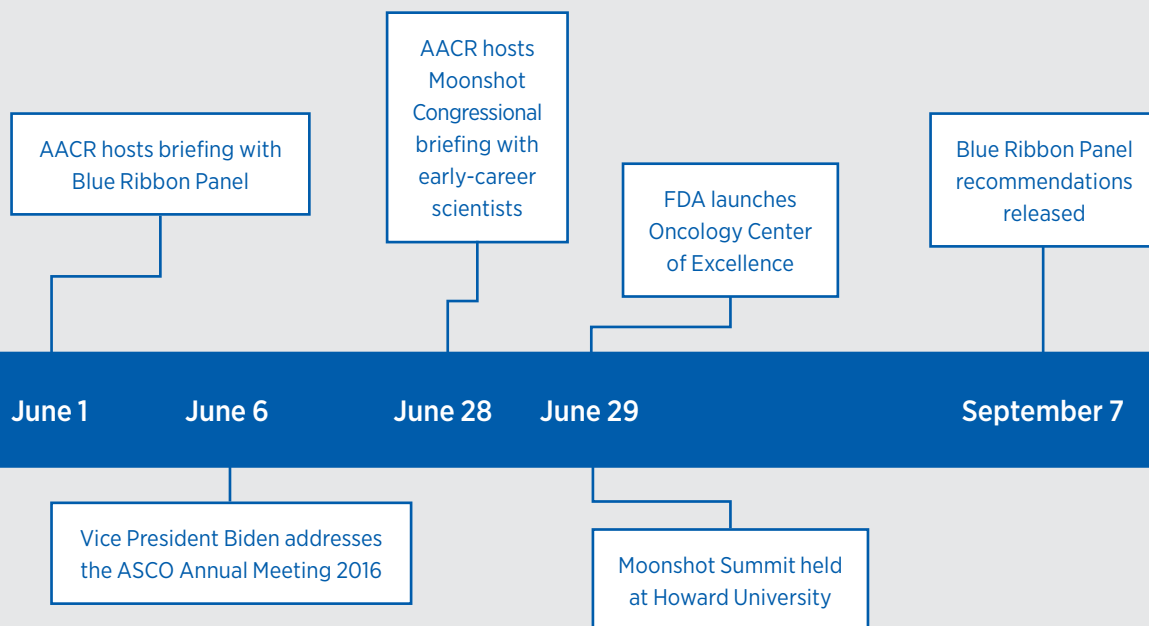 AACR hosts
Moonshot
Congressional
briefing with
early-career
scientists
AACR hosts briefing with
Blue Ribbon Panel
Blue Ribbon Panel
recommendations
released
FDA launches
Oncology Center
of Excellence
June 1
June 6
June 28
June 29
September 7
Vice President Biden addresses
the ASCO Annual Meeting 2016
Moonshot Summit held
at Howard University